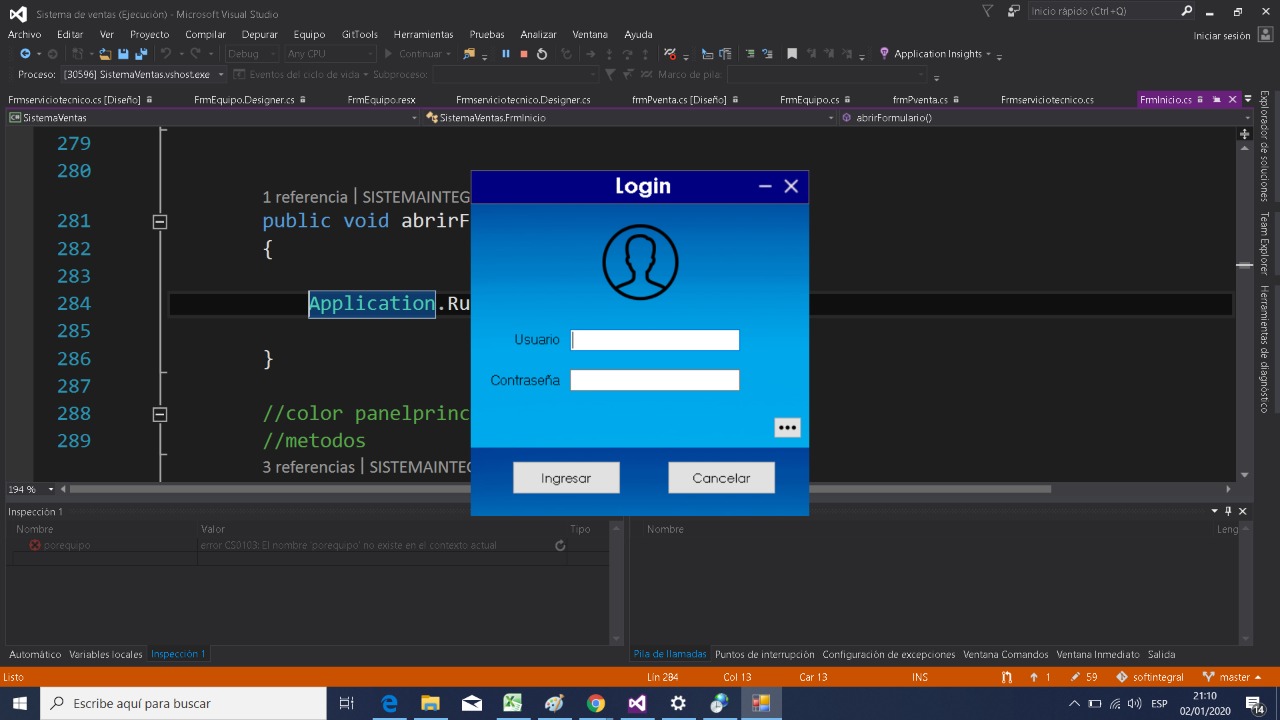 Sistema de ventas (Ejecución) - Microsoft Visual Studio
Inicio rápido (Ctrl+Q)
Archivo Editar Ver Proyecto Compilar Depurar Equipo GitTools Herramientas Pruebas Analizar Ventana Ayuda
Iniciar sesión
Debug Any CPU Continuar Application Insights
Proceso: [30596] SistemaVentas.vshost.exe Eventos del ciclo de vida Subproceso: Marco de pila:
Frmserviciotecnico.cs [Diseño] FrmEquipo.Designer.cs FrmEquipo.resx Frmserviciotecnico.Designer.cs frmPventa.cs [Diseño] FrmEquipo.cs frmPventa.cs Frmserviciotecnico.cs FrmInicio.cs
SistemaVentas SistemaVentas.FrmInicio abrirFormulario()
279
280
1 referencia | SISTEMAINTEG
281 public void abrirF
282 {
283
284 Application.Ru
285
286 }
287
288 //color panelprinc
289 //metodos
3 referencias | SISTEMAINTEG
194 %
Login
Usuario
Contraseña
•••
Ingresar Cancelar
Explorador de soluciones
Team Explorer
Herramientas de diagnóstico
Inspección 1
Nombre Valor Tipo
porequipo error CS0103: El nombre 'porequipo' no existe en el contexto actual
Nombre Leng
Automático Variables locales Inspección 1
Pila de llamadas Puntos de interrupción Configuración de excepciones Ventana Comandos Ventana Inmediato Salida
Listo Lín 284 Col 13 Car 13 INS 1 59 softintegral master
Escribe aquí para buscar
ESP
21:10
02/01/2020
14